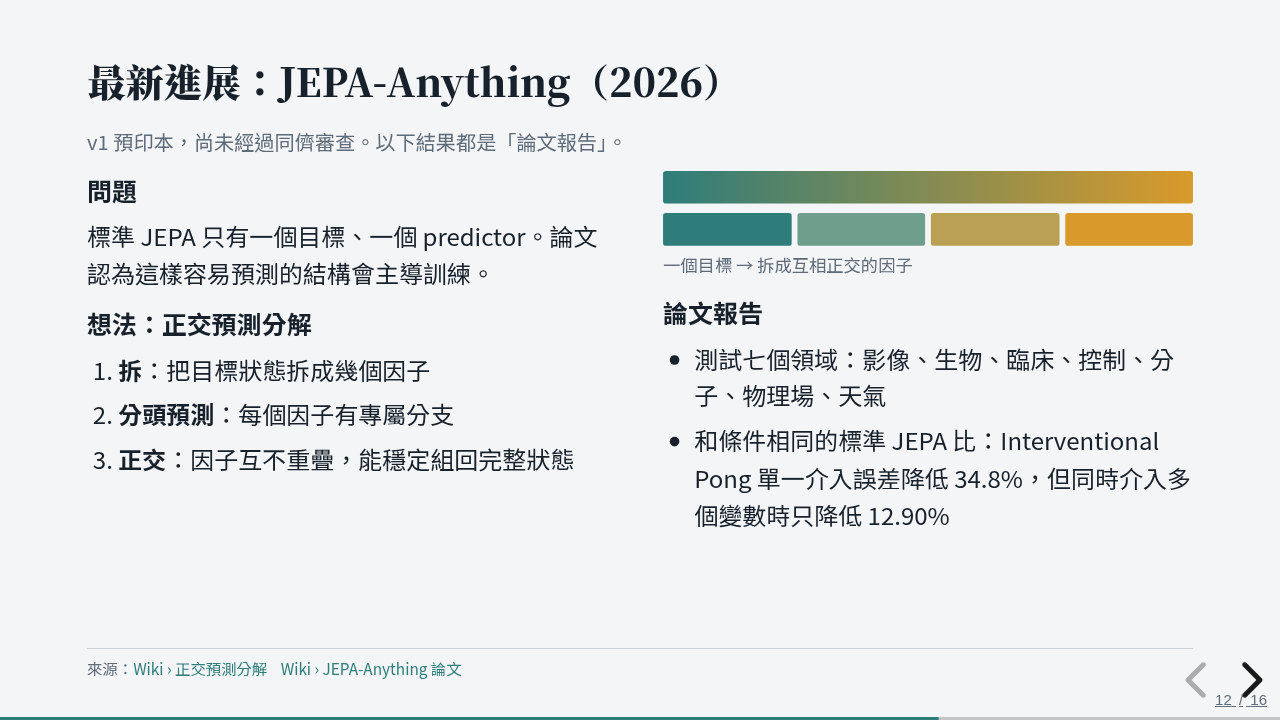 最新進展：JEPA-Anything（2026）
v1 預印本，尚未經過同儕審查。以下結果都是「論文報告」。
問題
標準 JEPA 只有一個目標、一個 predictor。論文
認為這樣容易預測的結構會主導訓練。
想法：正交預測分解
1. 拆：把目標狀態拆成幾個因子
2. 分頭預測：每個因子有專屬分支
3. 正交：因子互不重疊，能穩定組回完整狀態
一個目標 → 拆成互相正交的因子
論文報告
• 測試七個領域：影像、生物、臨床、控制、分
子、物理場、天氣
• 和條件相同的標準 JEPA 比：Interventional
Pong 單一介入誤差降低 34.8%，但同時介入多
個變數時只降低 12.90%
來源：Wiki › 正交預測分解 Wiki › JEPA-Anything 論文
12 / 16